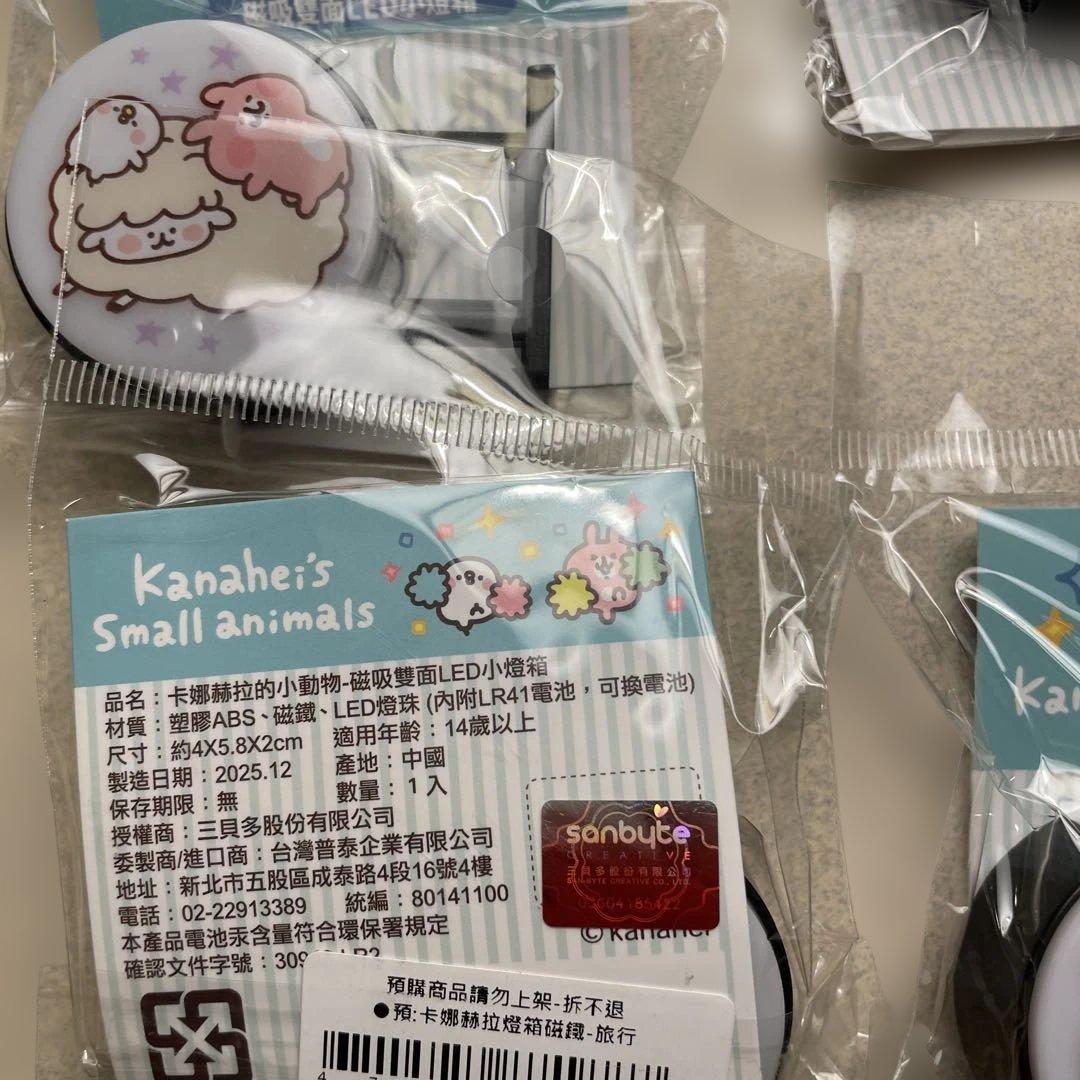 磁吸雙面LED小燈箱
Kanahei's
Small animals
品名：卡娜赫拉的小動物-磁吸雙面LED小燈箱
材質：塑膠ABS、磁鐵、LED燈珠 (內附LR41電池，可換電池)
尺寸：約4X5.8X2cm 適用年齡：14歲以上
製造日期：2025.12 產地：中國
保存期限：無 數量：1入
授權商：三貝多股份有限公司
委製商/進口商：台灣普泰企業有限公司
地址：新北市五股區成泰路4段16號4樓
電話：02-22913389 統編：80141100
本產品電池汞含量符合環保署規定
確認文件字號：309
sanbyte
CREATIVE
三貝多股份有限公司
SAN-BYTE CREATIVE CO., LTD.
©kanahei
預購商品請勿上架-拆不退
●預:卡娜赫拉燈箱磁鐵-旅行
4 7
Kan